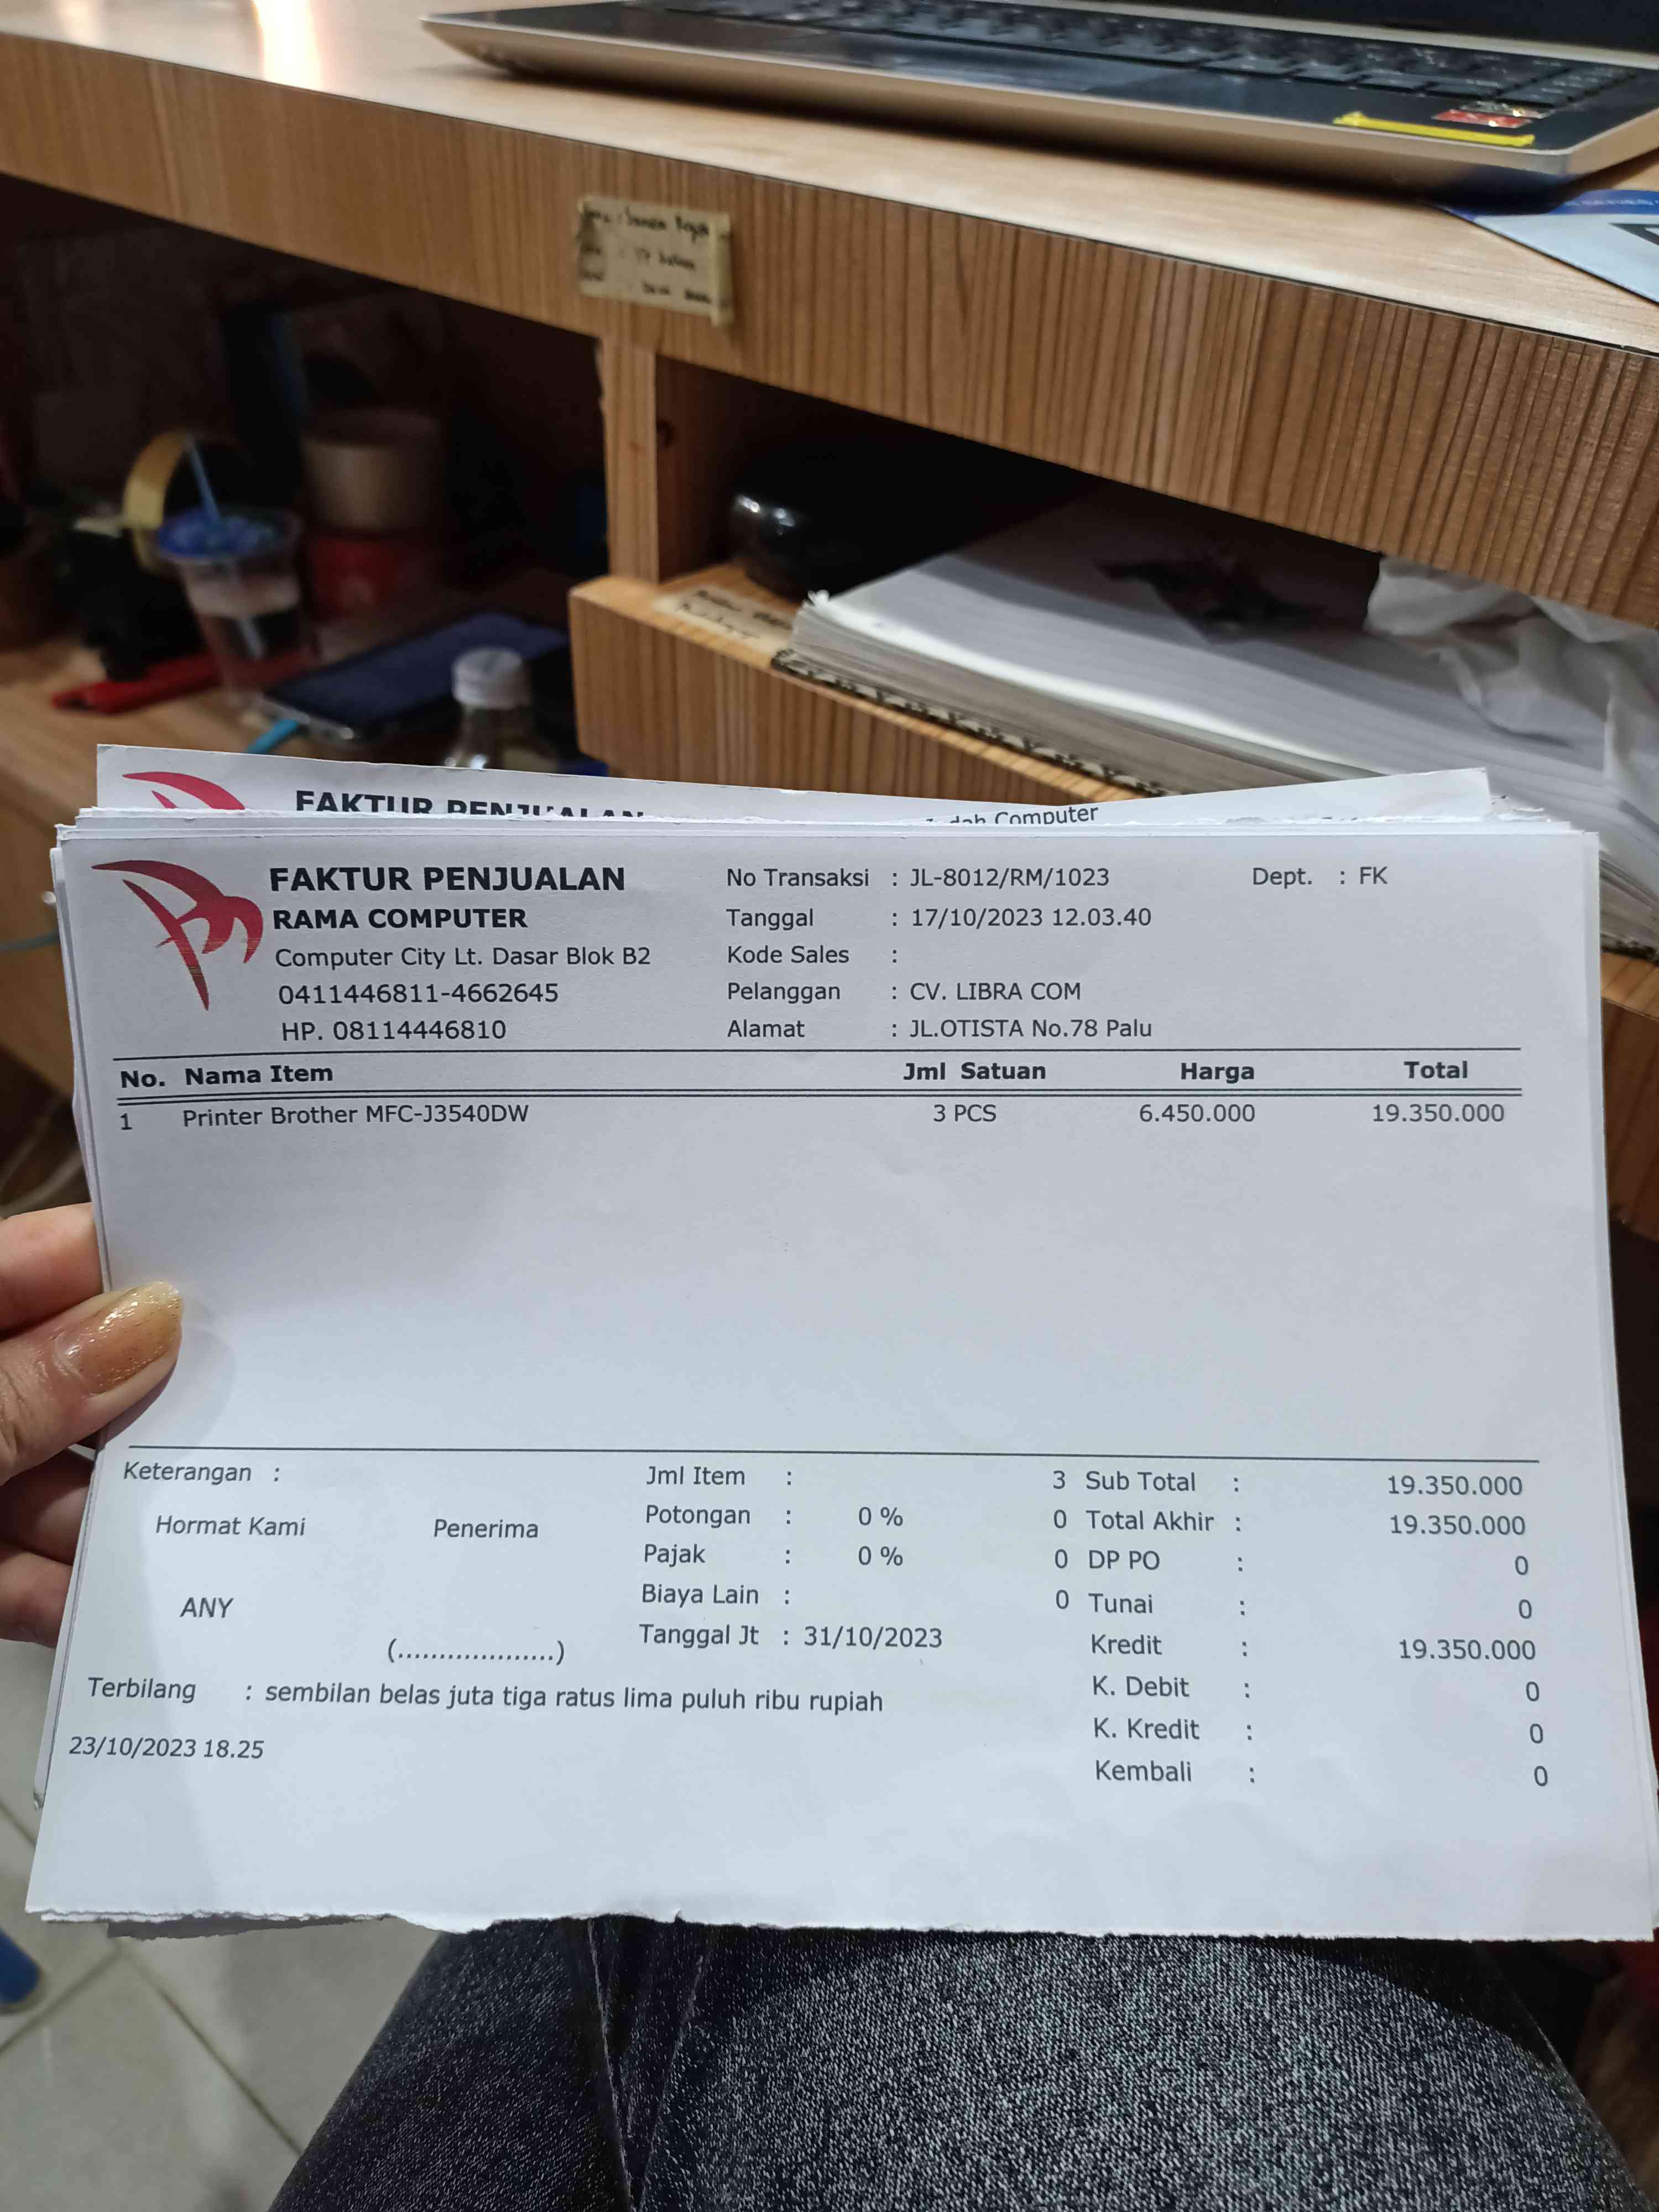 FAKTUR PENJUALAN
Computer
FAKTUR PENJUALAN
RAMA COMPUTER
Computer City Lt. Dasar Blok B2
0411446811-4662645
HP. 08114446810
No Transaksi : JL-8012/RM/1023 Dept. : FK
Tanggal : 17/10/2023 12.03.40
Kode Sales :
Pelanggan : CV. LIBRA COM
Alamat : JL.OTISTA No.78 Palu
No. Nama Item Jml Satuan Harga Total
1 Printer Brother MFC-J3540DW 3 PCS 6.450.000 19.350.000
Keterangan :
Hormat Kami Penerima
ANY
(...................)
Jml Item : 3
Potongan : 0 % 0
Pajak : 0 % 0
Biaya Lain : 0
Tanggal Jt : 31/10/2023
Sub Total : 19.350.000
Total Akhir : 19.350.000
DP PO : 0
Tunai : 0
Kredit : 19.350.000
K. Debit : 0
K. Kredit : 0
Kembali : 0
Terbilang : sembilan belas juta tiga ratus lima puluh ribu rupiah
23/10/2023 18.25